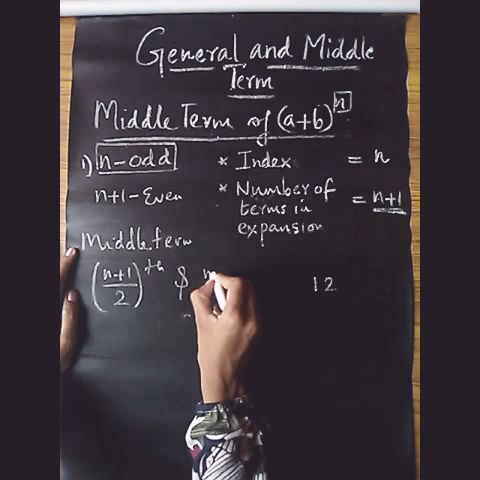 General and Middle
Term
Middle Term of (a+b)^n
1) n-odd * Index = n
n+1-Even * Number of terms in expansion = n+1
Middle term
((n+1)/2)^th & n 12